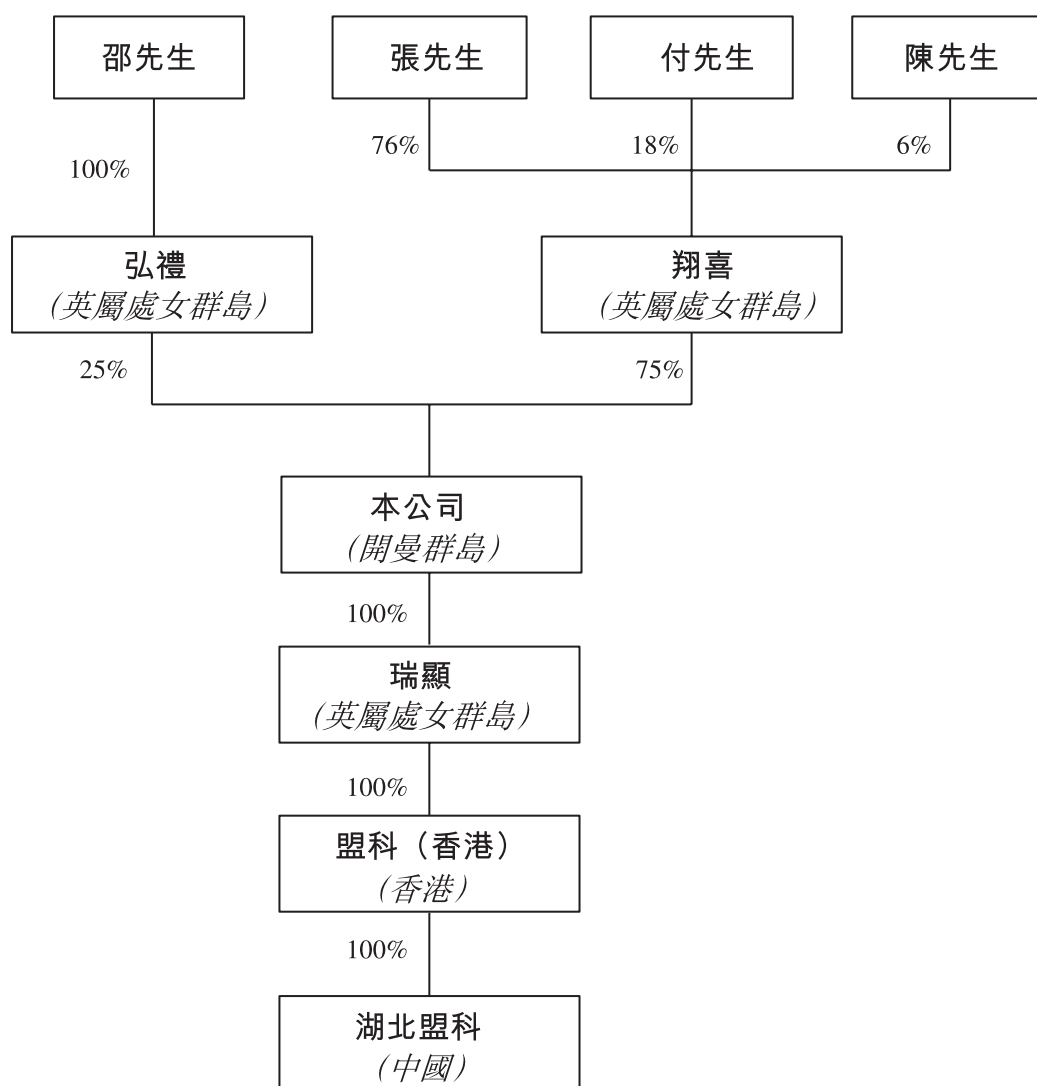 邵先生
張先生
付先生
陳先生
100%
76%
18%
6%
弘禮
(英屬處女群島)
翔喜
(英屬處女群島)
25%
75%
本公司
(開曼群島)
100%
瑞顯
(英屬處女群島)
100%
盟科（香港）
(香港)
100%
湖北盟科
(中國)